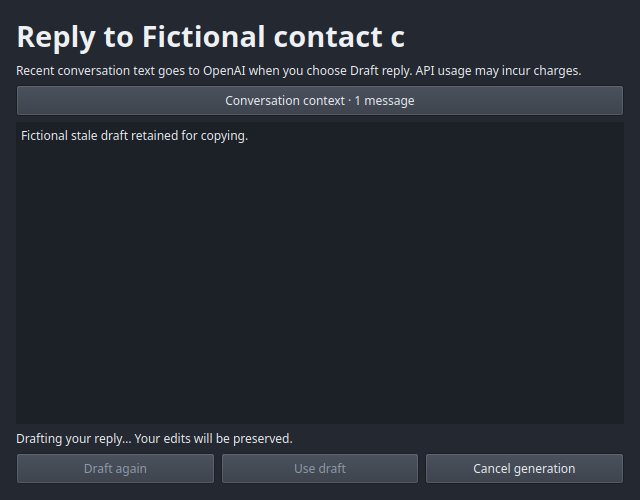 Reply to Fictional contact c
Recent conversation text goes to OpenAI when you choose Draft reply. API usage may incur charges.
Conversation context · 1 message
Fictional stale draft retained for copying.
Drafting your reply... Your edits will be preserved.
Draft again
Use draft
Cancel generation